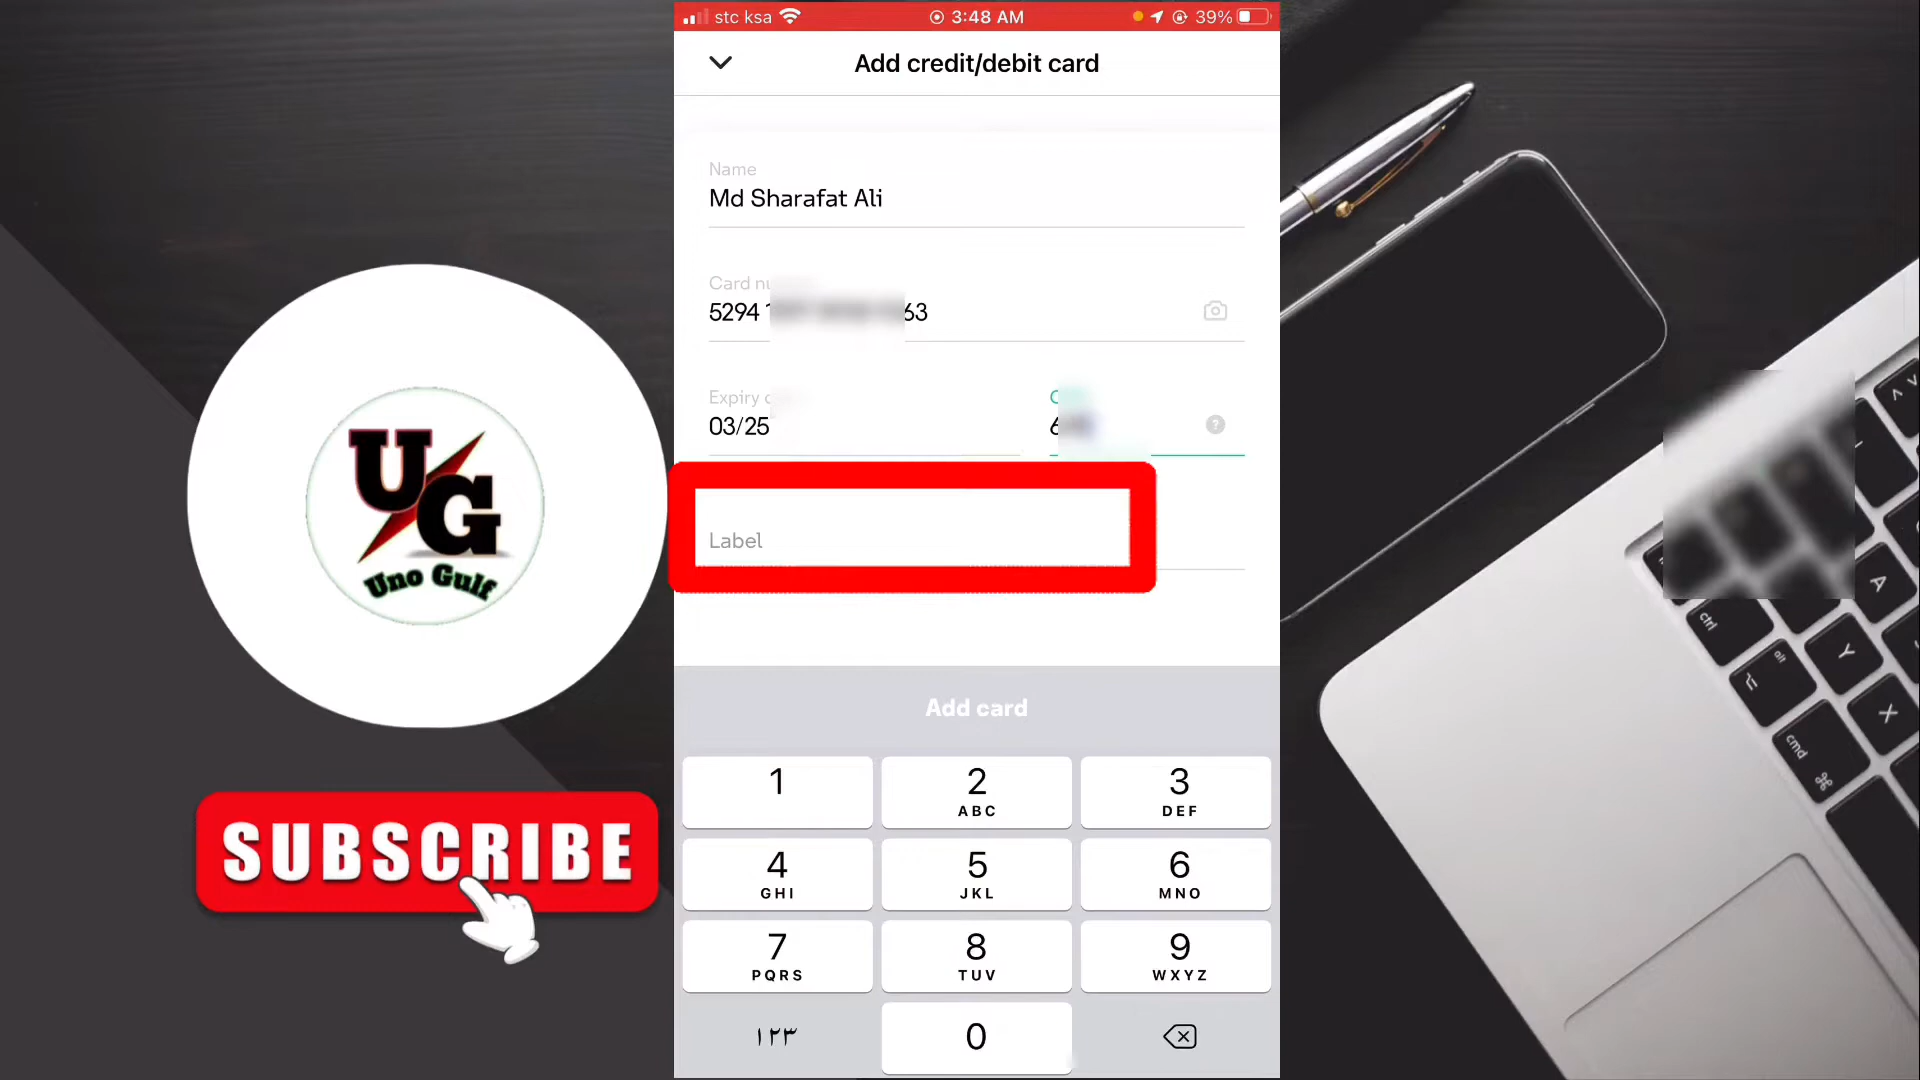 stc ksa
3:48 AM
39%
Add credit/debit card
Name
Md Sharafat Ali
5294
63
Expiry
03/25
Label
Add card
1
2
ABC
3
DEF
4
GHI
5
JKL
6
MNO
7
PQRS
8
TUV
9
WXYZ
١٢٣
0
UG
Uno Gulf
SUBSCRIBE
A
Y
X
ctrl
alt
cmd